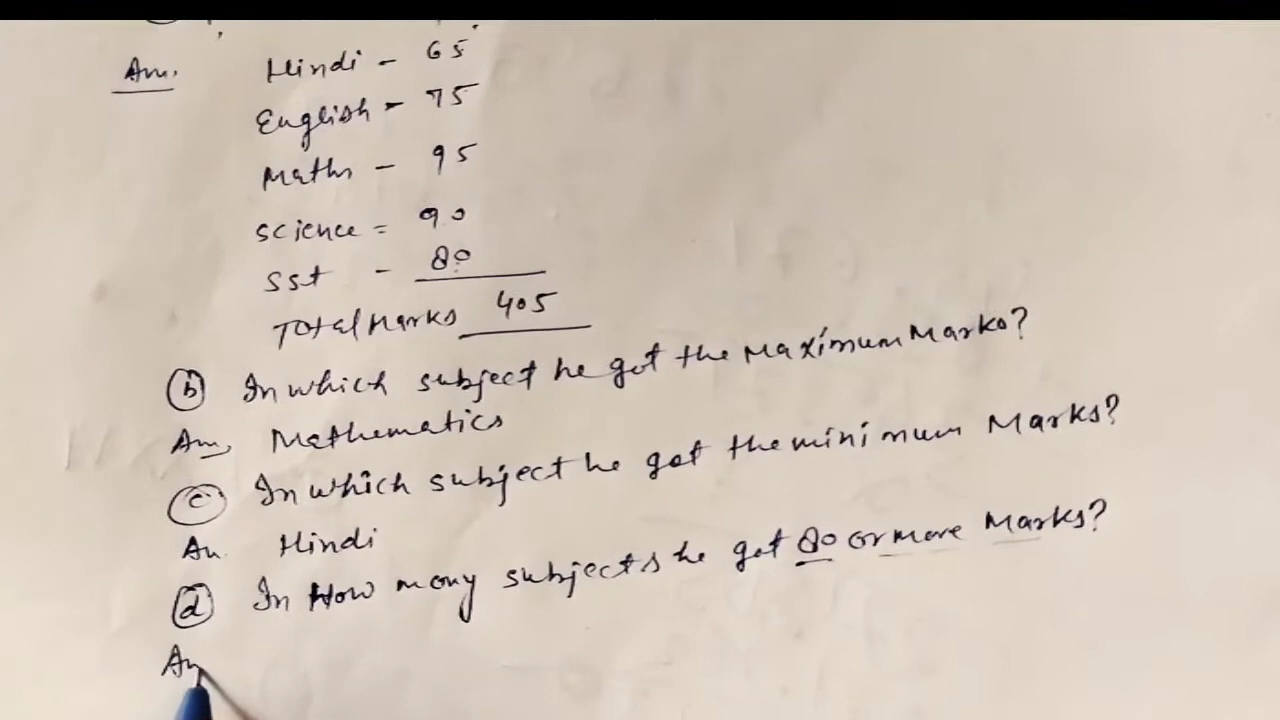 Ans. Hindi - 65
English - 75
Maths - 95
Science = 90
SSt - 80
Total Marks 405
(b) In which subject he got the Maximum Marks?
Ans, Mathematics
(c) In which subject he got the minimum Marks?
An. Hindi
(d) In How many subjects he got 80 or more Marks?
An